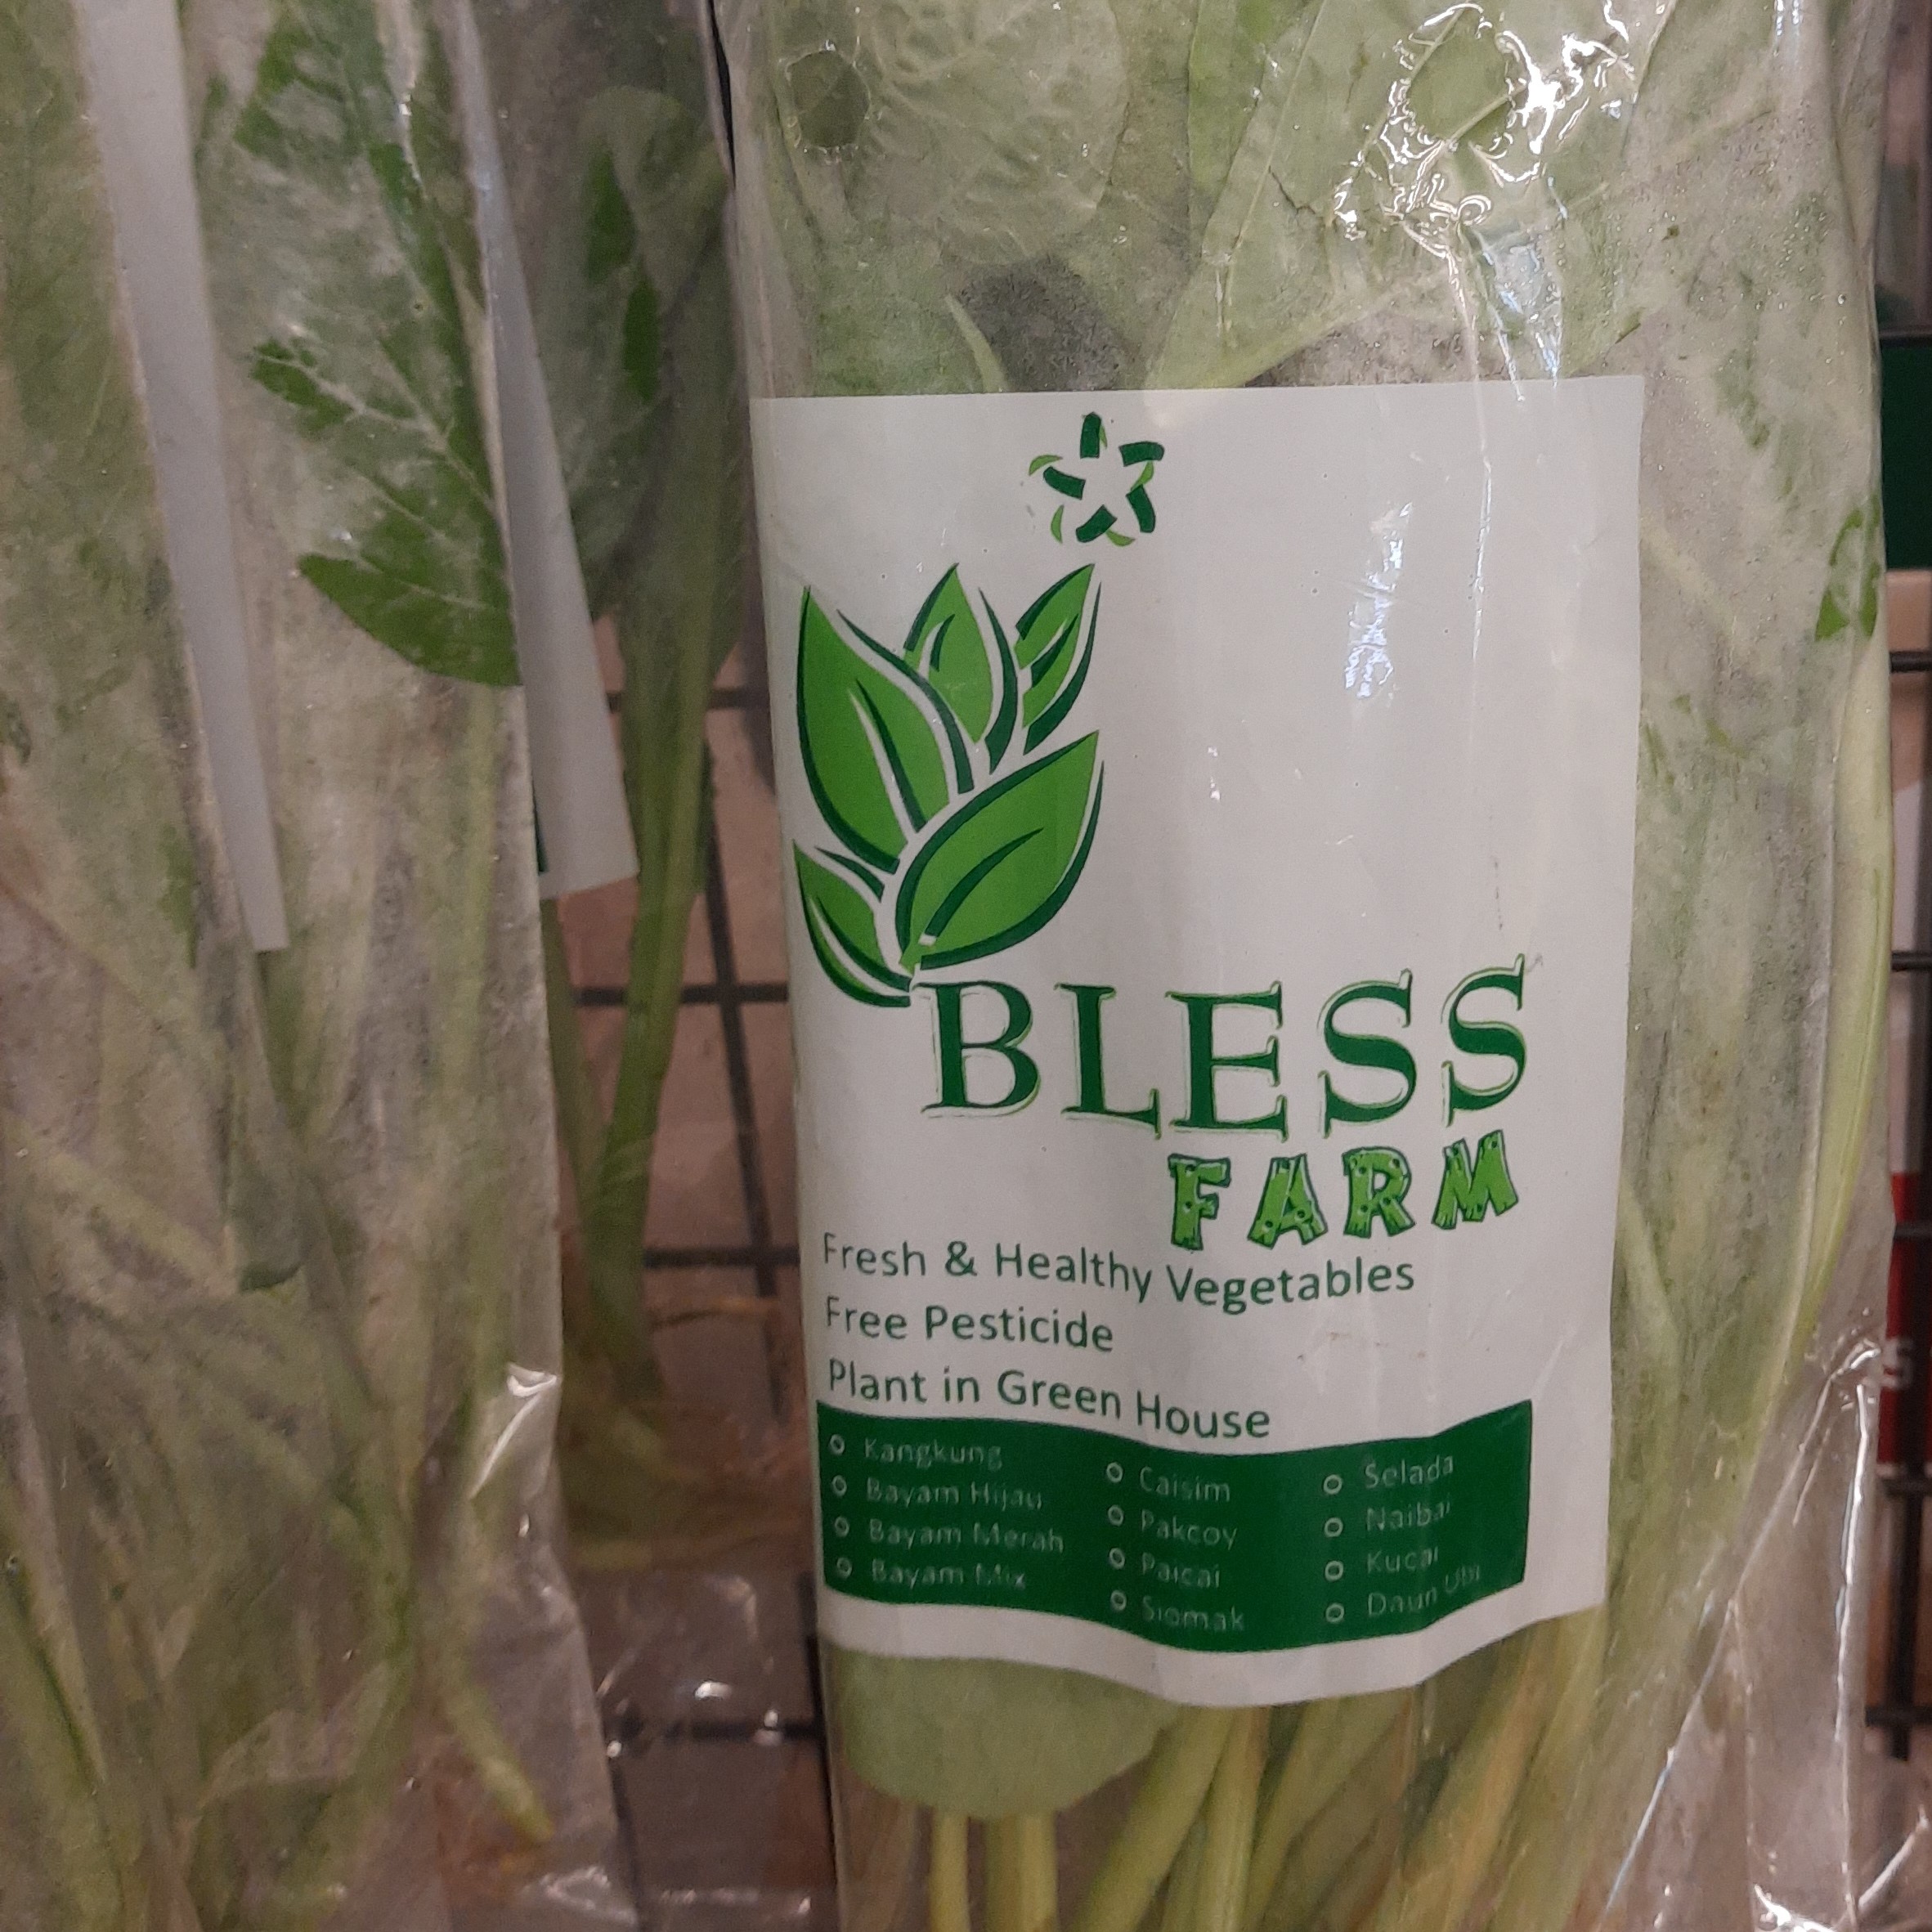 BLESS
FARM
Fresh & Healthy Vegetables
Free Pesticide
Plant in Green House
Kangkung
Bayam Hijau
Bayam Merah
Bayam Mix
Caisim
Pakcoy
Paicai
Siomak
Selada
Naibai
Kucai
Daun Ubi